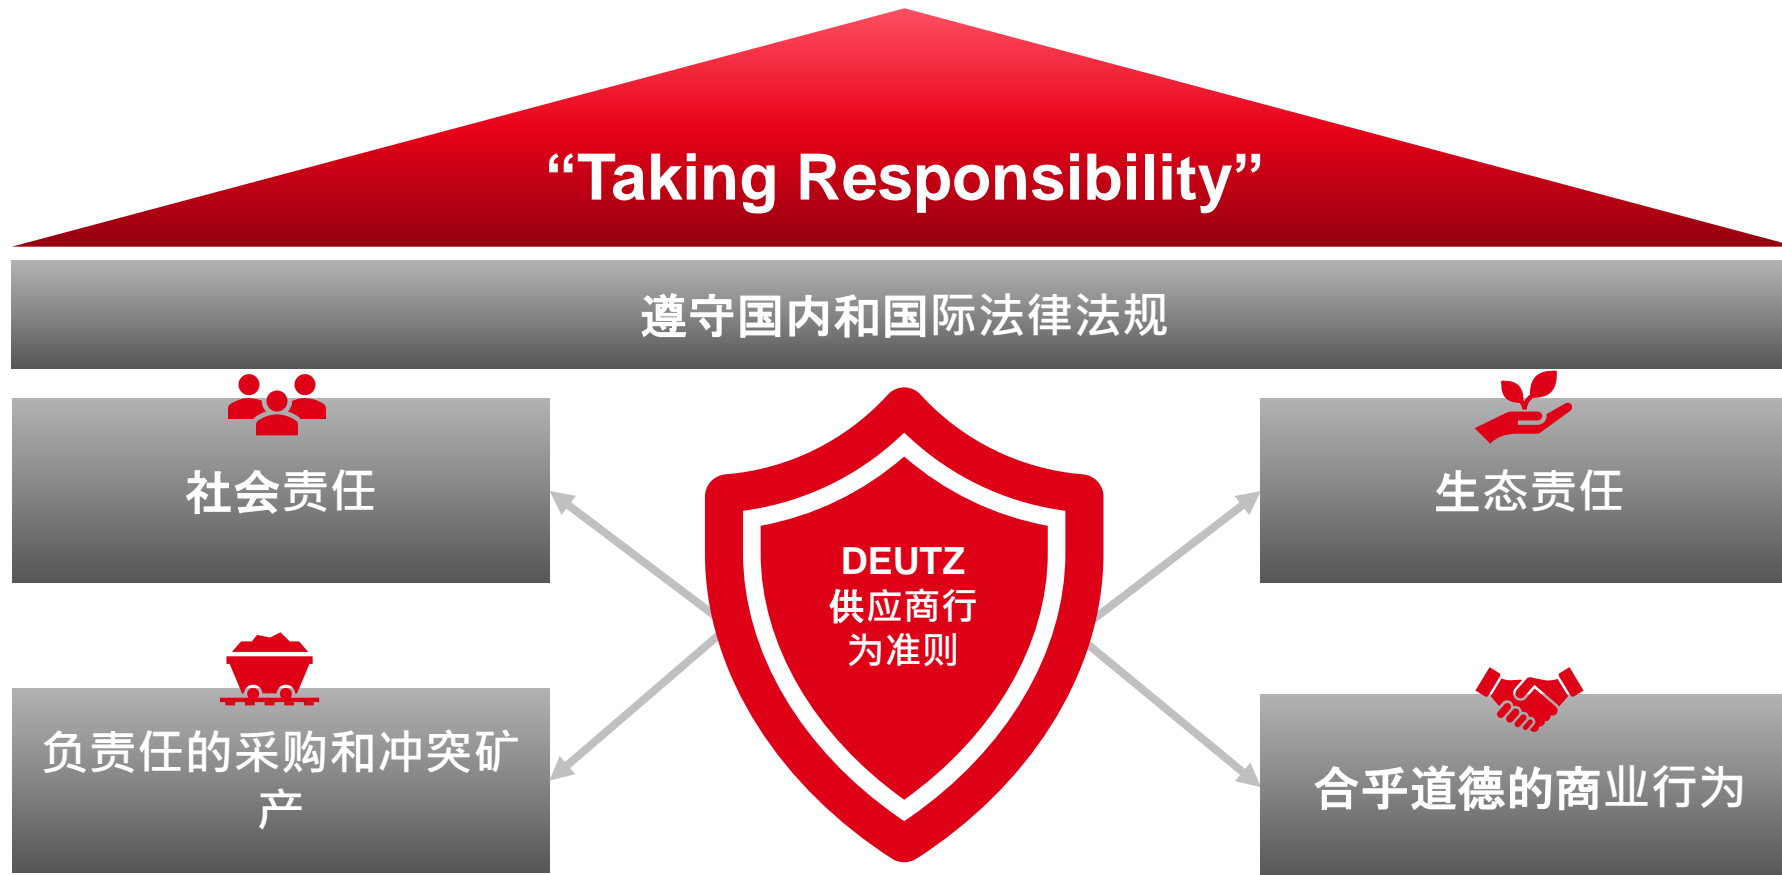 “Taking Responsibility”
遵守国内和国际法律法规
社会责任
生态责任
DEUTZ
供应商行
为准则
负责任的采购和冲突矿
产
合乎道德的商业行为